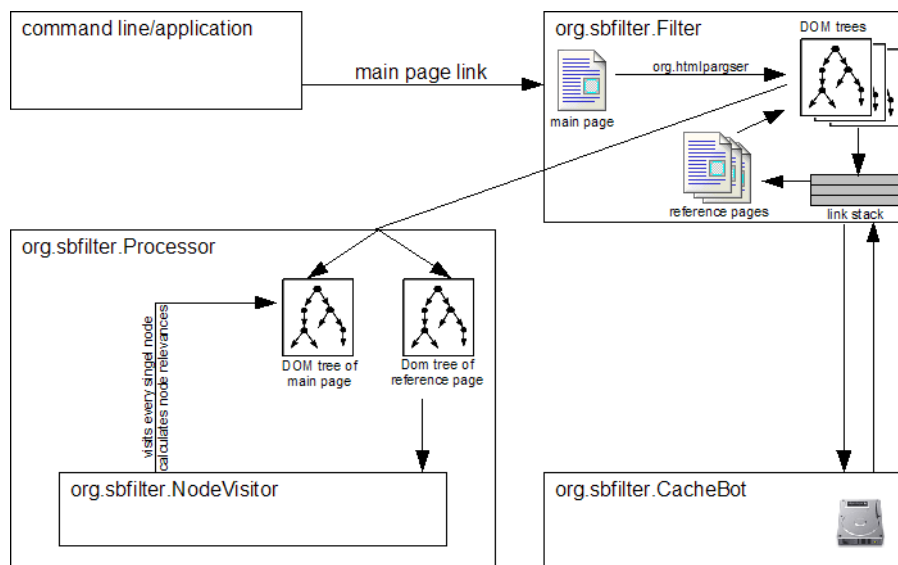 command line/application
main page link
org.sbfilter.Filter
DOM trees
org.htmlpargser
main page
reference pages
link stack
org.sbfilter.Processor
DOM tree of
main page
Dom tree of
reference page
visits every singel node
calculates node relevances
org.sbfilter.NodeVisitor
org.sbfilter.CacheBot